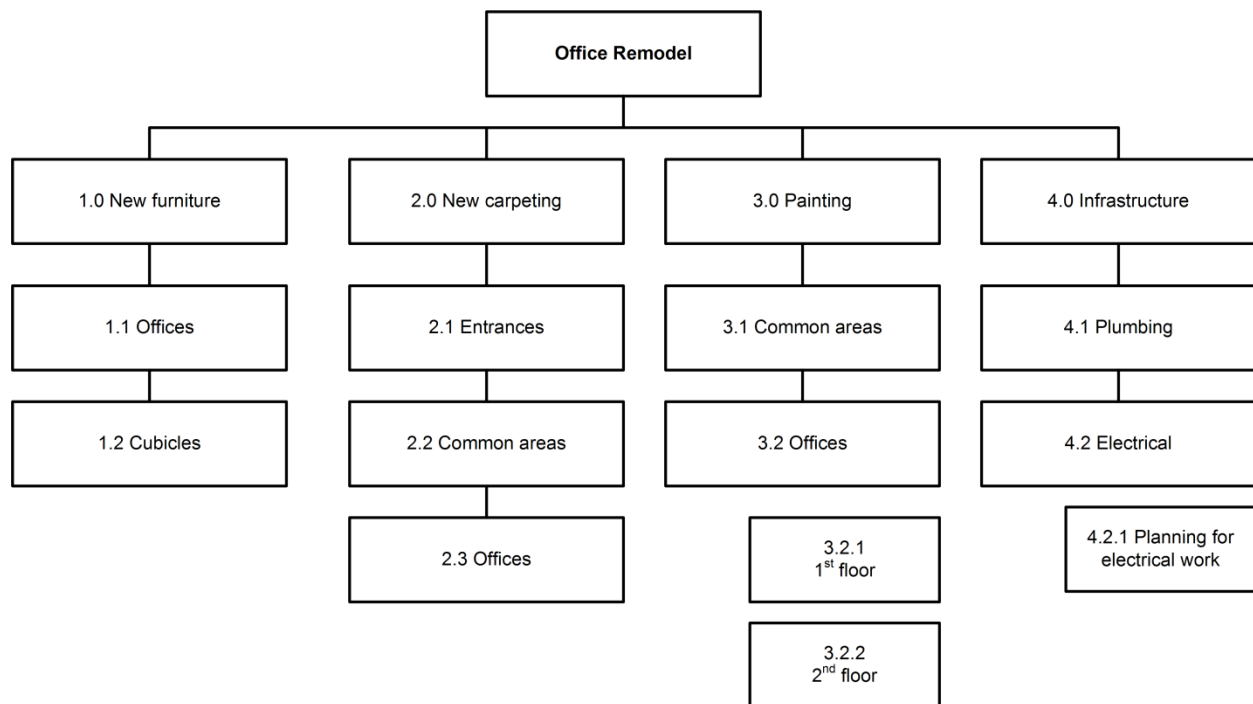 Office Remodel
1.0 New furniture
2.0 New carpeting
3.0 Painting
4.0 Infrastructure
1.1 Offices
2.1 Entrances
3.1 Common areas
4.1 Plumbing
1.2 Cubicles
2.2 Common areas
3.2 Offices
4.2 Electrical
2.3 Offices
3.2.1
1st floor
4.2.1 Planning for
electrical work
3.2.2
2nd floor